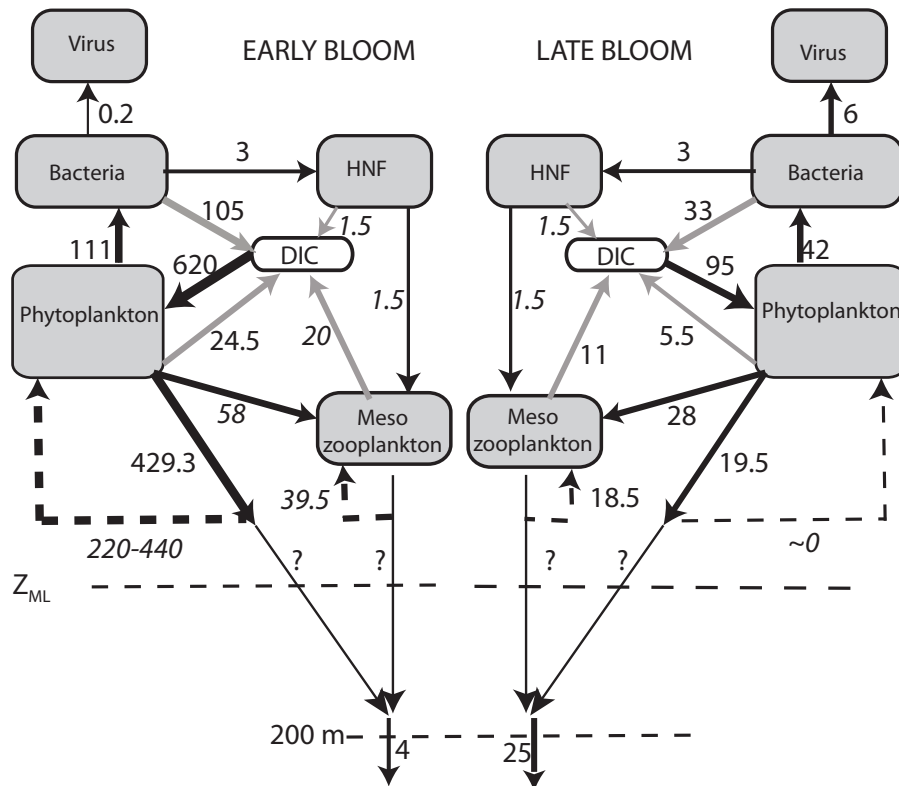 EARLY BLOOM
LATE BLOOM
Virus
0.2
Bacteria
3
HNF
105
1.5
DIC
111
620
Phytoplankton
24.5
20
1.5
58
Meso
zooplankton
429.3
39.5
220-440
?
?
Virus
6
HNF
3
Bacteria
1.5
33
DIC
95
42
Phytoplankton
1.5
11
5.5
Meso
zooplankton
28
19.5
18.5
~0
?
?
Z_ML
200 m
4
25